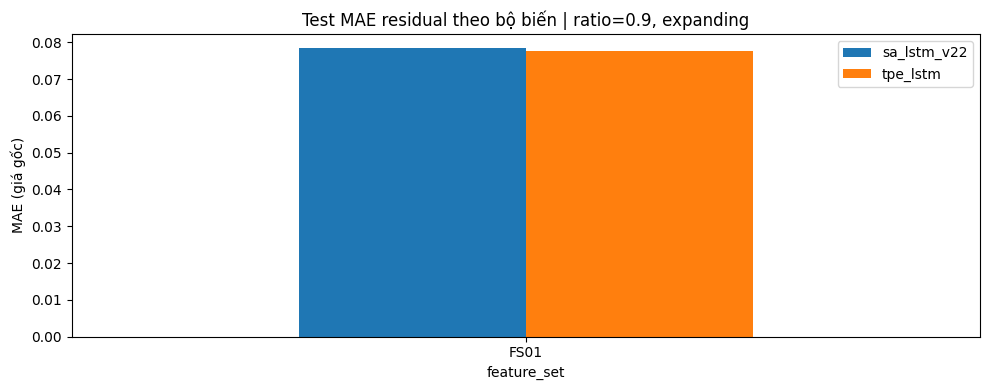 Test MAE residual theo bộ biến | ratio=0.9, expanding
sa_lstm_v22
tpe_lstm
MAE (giá gốc)
0.08
0.07
0.06
0.05
0.04
0.03
0.02
0.01
0.00
FS01
feature_set